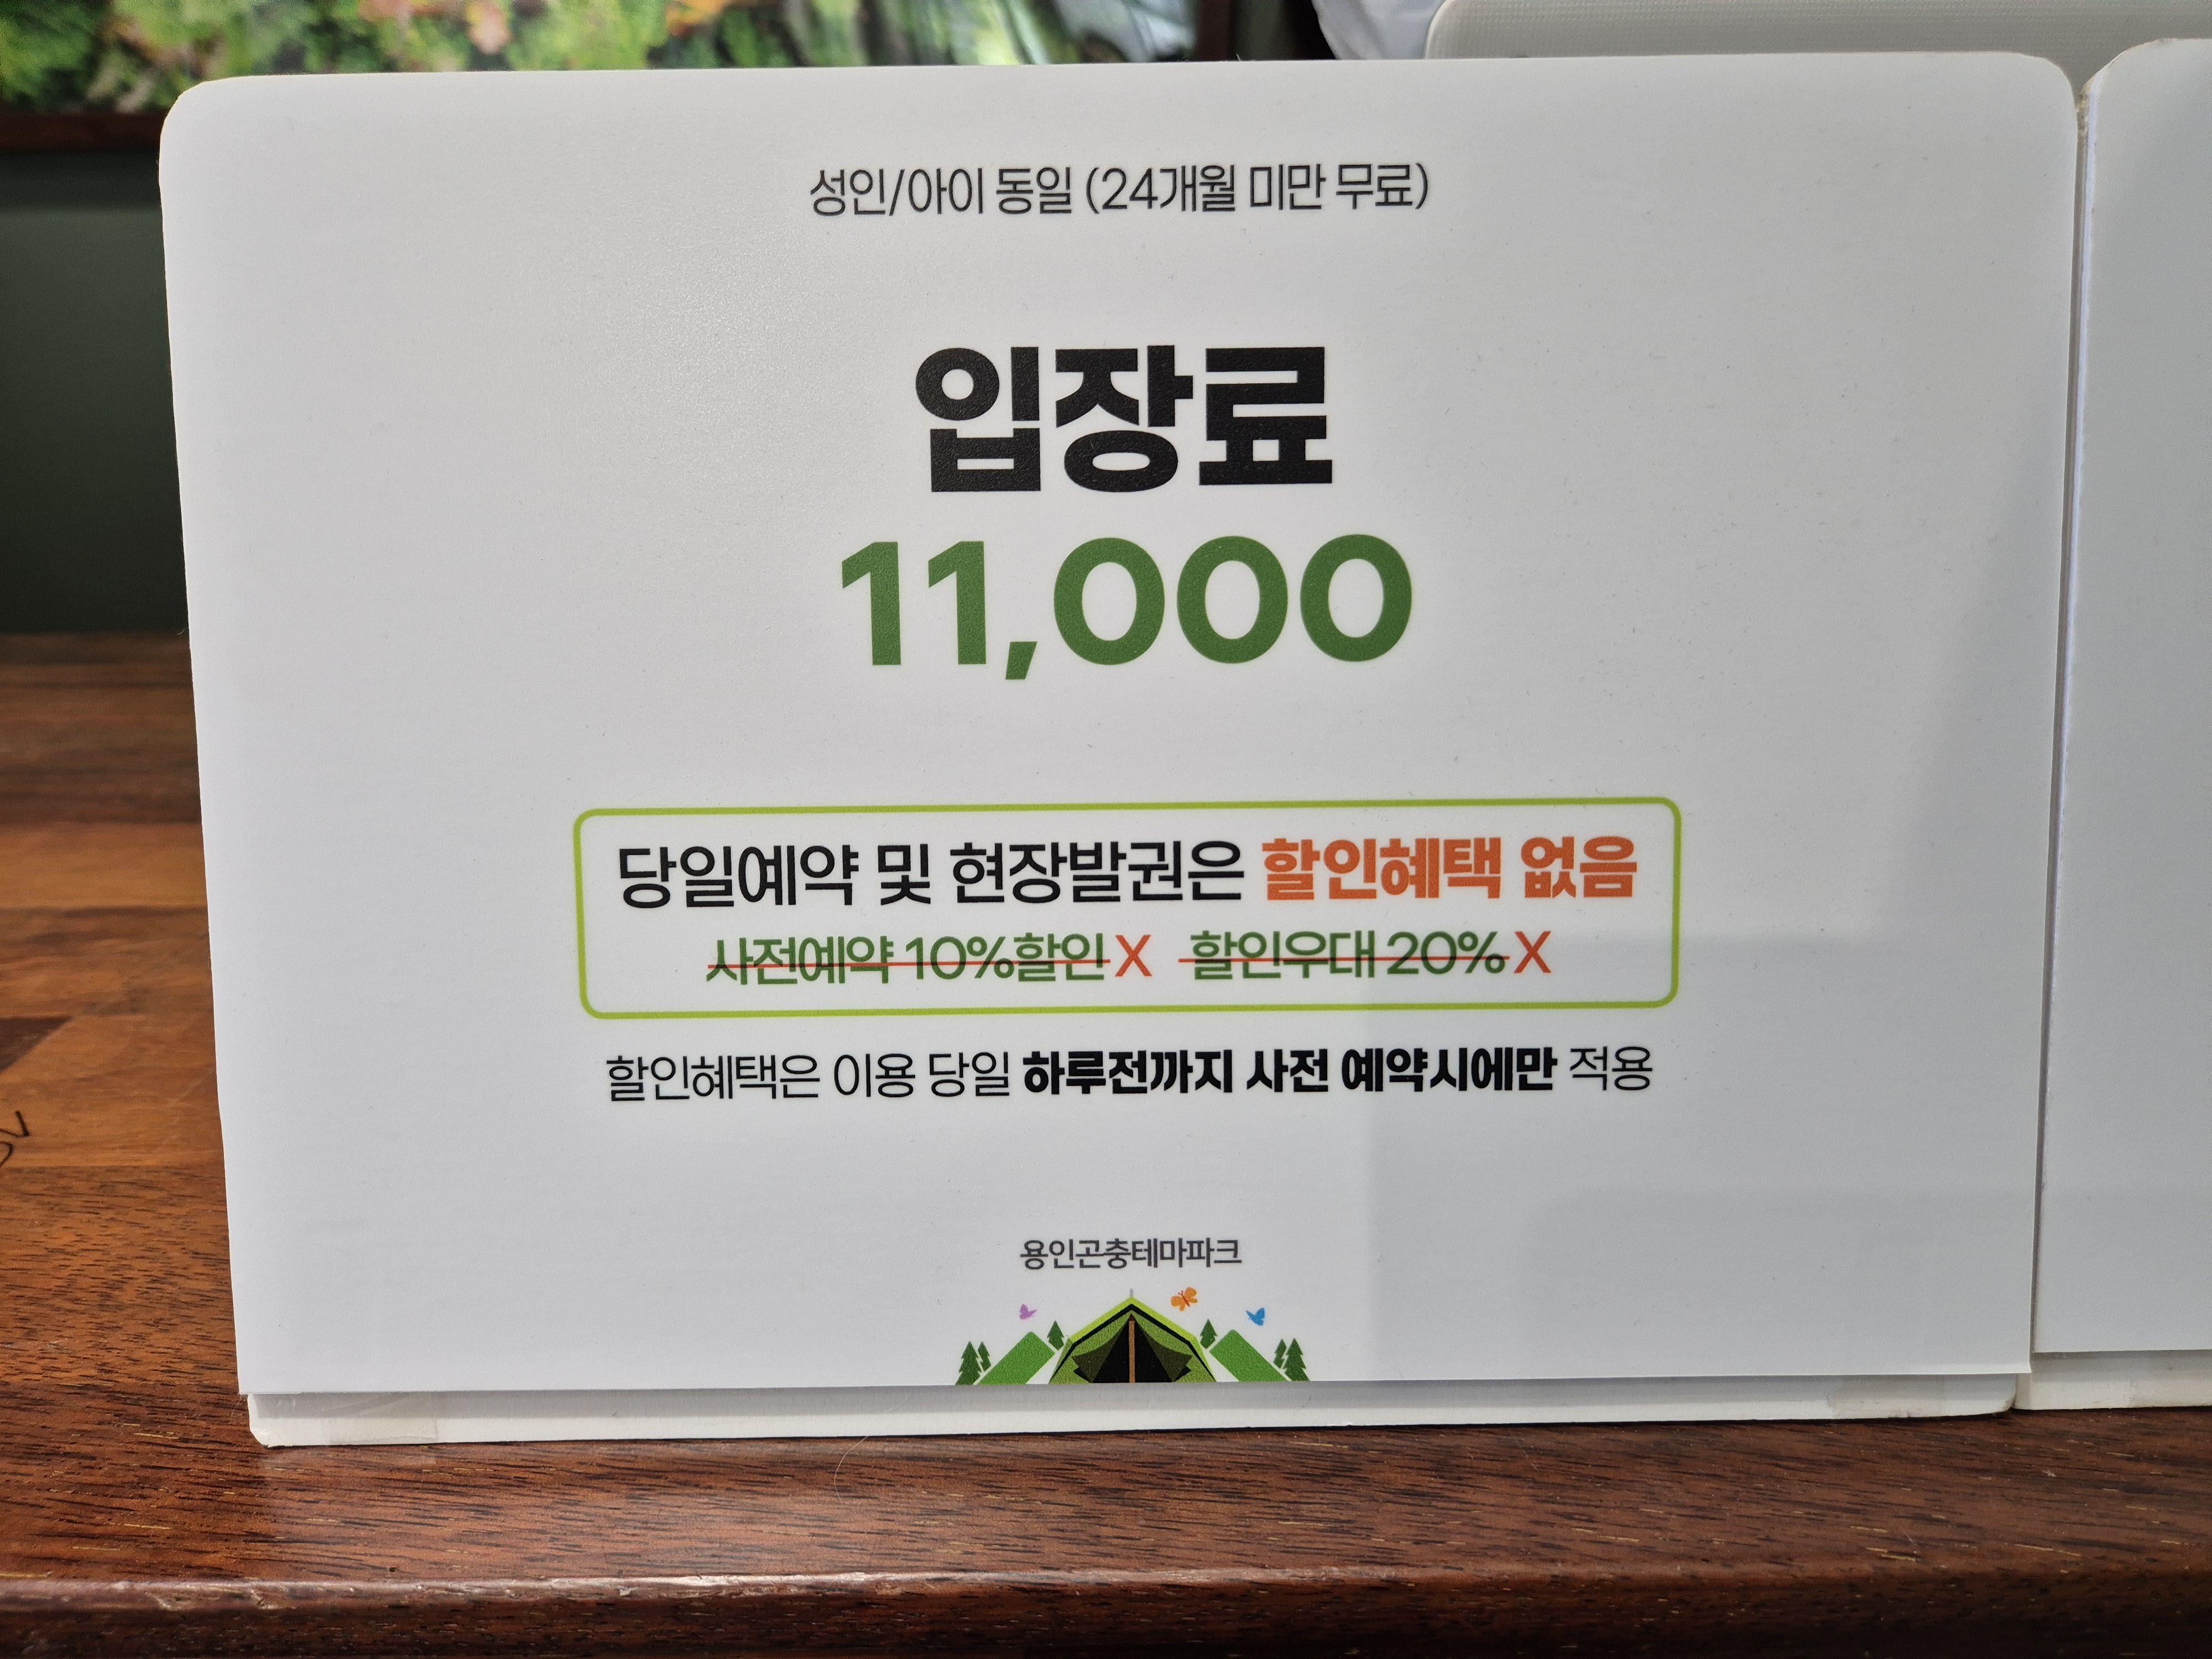 성인/아이 동일 (24개월 미만 무료)
입장료
11,000
당일예약 및 현장발권은 할인혜택 없음
사전예약 10%할인 X 할인우대 20% X
할인혜택은 이용 당일 하루전까지 사전 예약시에만 적용
용인곤충테마파크